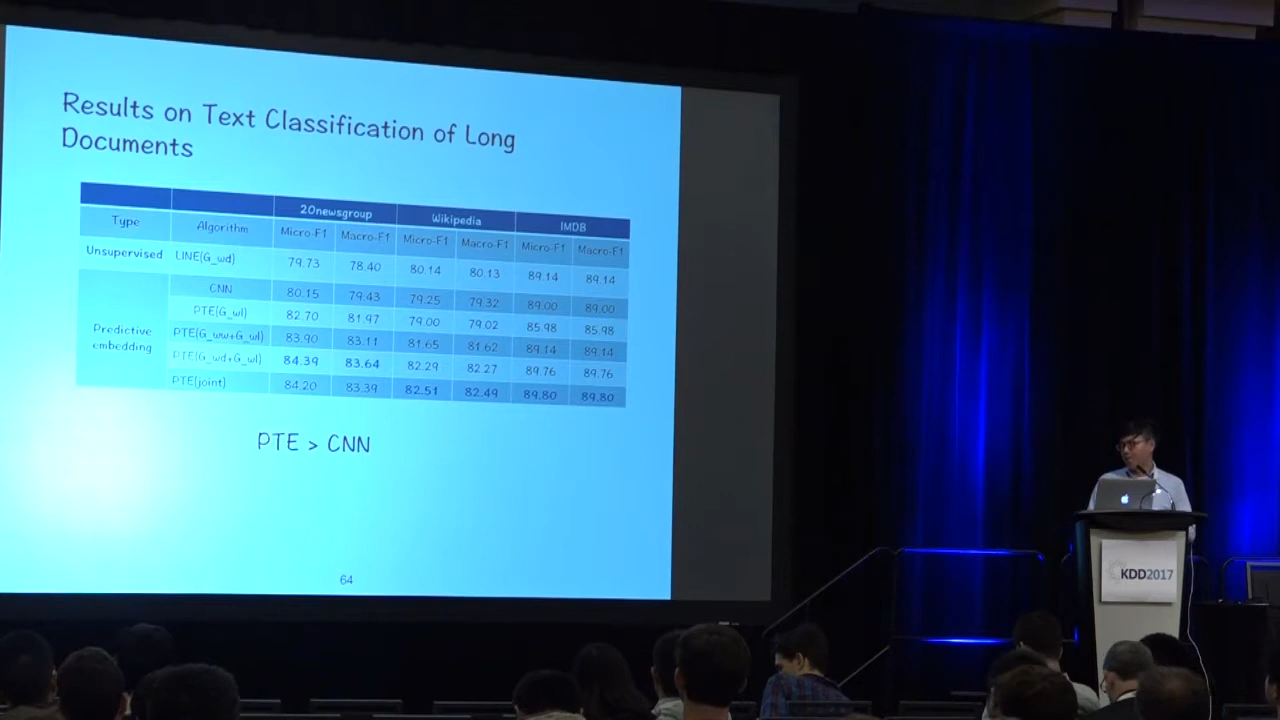 Results on Text Classification of Long
Documents
20newsgroup Wikipedia IMDB
Type Algorithm Micro-F1 Macro-F1 Micro-F1 Macro-F1 Micro-F1 Macro-F1
Unsupervised LINE(G_wd) 79.73 78.40 80.14 80.13 89.14 89.14
CNN 80.15 79.43 79.25 79.32 89.00 89.00
PTE(G_wl) 82.70 81.97 79.00 79.02 85.98 85.98
Predictive
embedding
PTE(G_ww+G_wl) 83.90 83.11 81.65 81.62 89.14 89.14
PTE(G_wd+G_wl) 84.39 83.64 82.29 82.27 89.76 89.76
PTE(joint) 84.20 83.39 82.51 82.49 89.80 89.80
PTE > CNN
64
KDD2017